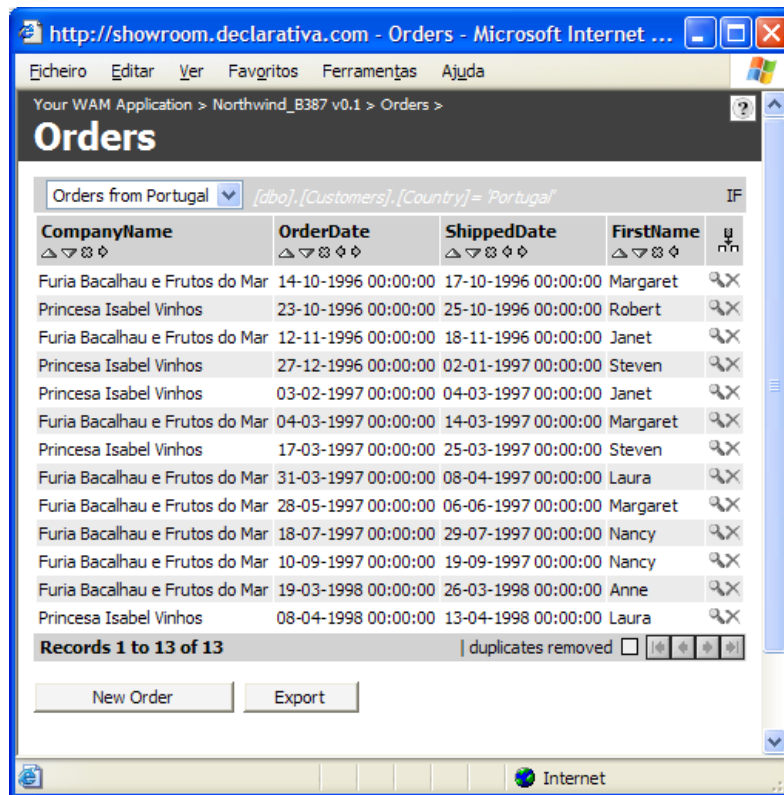 http://showroom.declarativa.com - Orders - Microsoft Internet ...
Ficheiro Editar Ver Favoritos Ferramentas Ajuda
Your WAM Application > Northwind_B387 v0.1 > Orders >
?
Orders
Orders from Portugal [dbo].[Customers].[Country]= 'Portugal' IF
CompanyName OrderDate ShippedDate FirstName
Furia Bacalhau e Frutos do Mar 14-10-1996 00:00:00 17-10-1996 00:00:00 Margaret
Princesa Isabel Vinhos 23-10-1996 00:00:00 25-10-1996 00:00:00 Robert
Furia Bacalhau e Frutos do Mar 12-11-1996 00:00:00 18-11-1996 00:00:00 Janet
Princesa Isabel Vinhos 27-12-1996 00:00:00 02-01-1997 00:00:00 Steven
Princesa Isabel Vinhos 03-02-1997 00:00:00 04-03-1997 00:00:00 Janet
Furia Bacalhau e Frutos do Mar 04-03-1997 00:00:00 14-03-1997 00:00:00 Margaret
Princesa Isabel Vinhos 17-03-1997 00:00:00 25-03-1997 00:00:00 Steven
Furia Bacalhau e Frutos do Mar 31-03-1997 00:00:00 08-04-1997 00:00:00 Laura
Furia Bacalhau e Frutos do Mar 28-05-1997 00:00:00 06-06-1997 00:00:00 Margaret
Furia Bacalhau e Frutos do Mar 18-07-1997 00:00:00 29-07-1997 00:00:00 Nancy
Furia Bacalhau e Frutos do Mar 10-09-1997 00:00:00 19-09-1997 00:00:00 Nancy
Furia Bacalhau e Frutos do Mar 19-03-1998 00:00:00 26-03-1998 00:00:00 Anne
Princesa Isabel Vinhos 08-04-1998 00:00:00 13-04-1998 00:00:00 Laura
Records 1 to 13 of 13 | duplicates removed
New Order Export
Internet